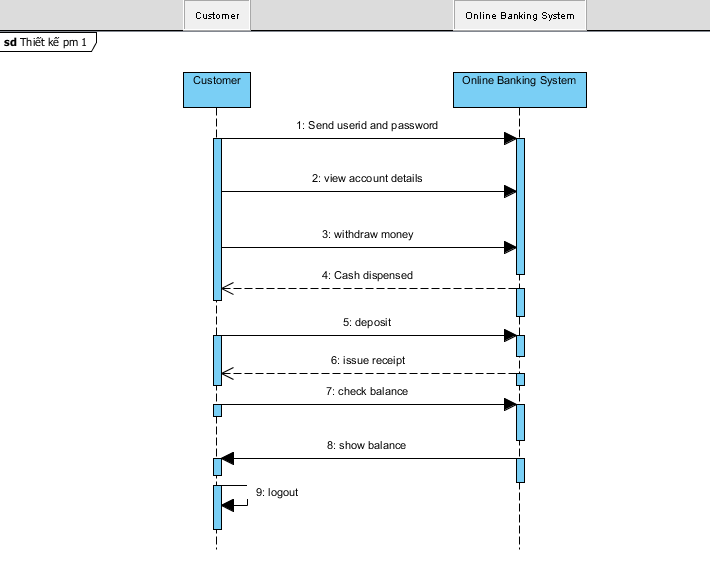 Customer
Online Banking System
sd Thiết kế pm 1
Customer
Online Banking System
1: Send userid and password
2: view account details
3: withdraw money
4: Cash dispensed
5: deposit
6: issue receipt
7: check balance
8: show balance
9: logout